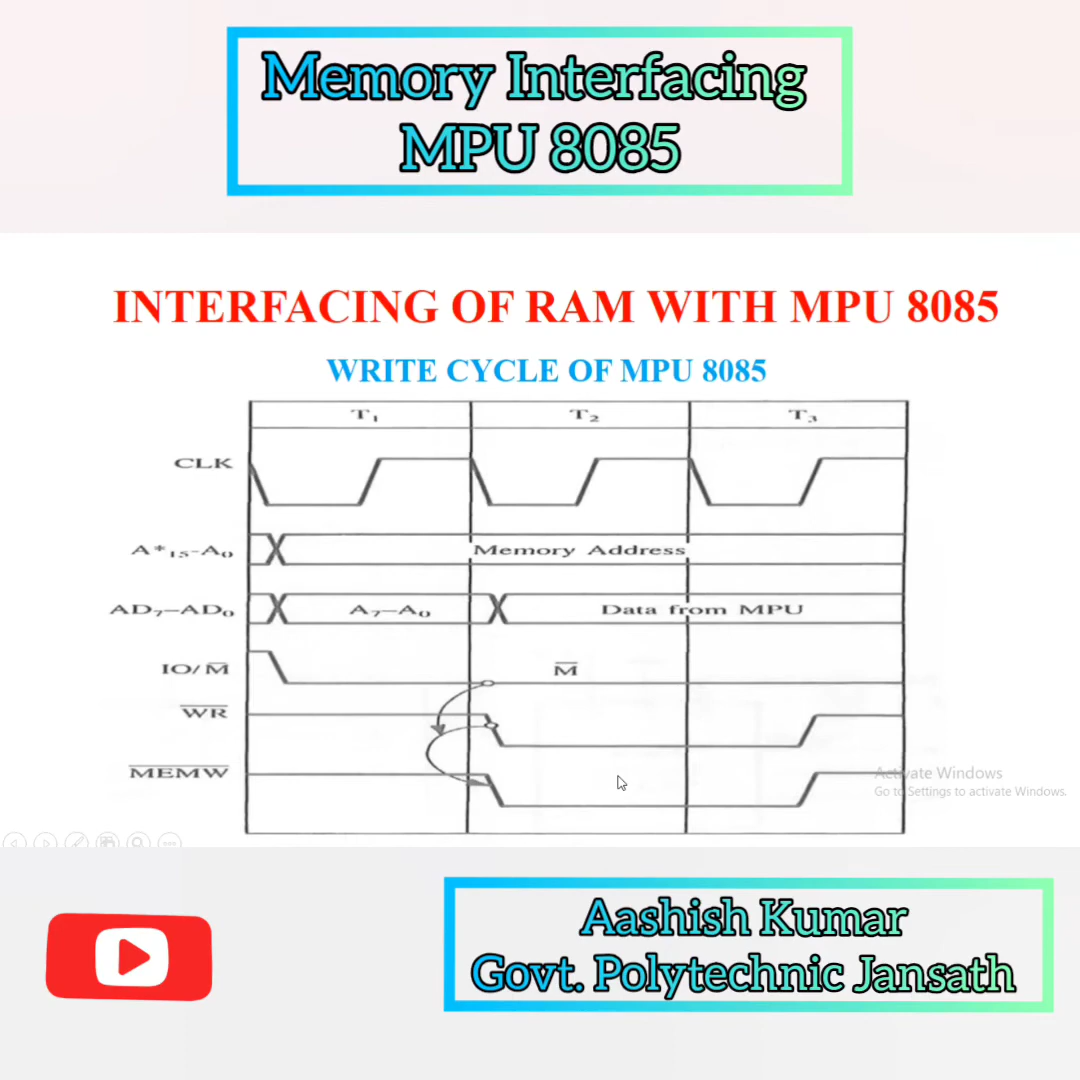 Memory Interfacing
MPU 8085
INTERFACING OF RAM WITH MPU 8085
WRITE CYCLE OF MPU 8085
T₁ T₂ T₃
CLK
A*₁₅-A₀ Memory Address
AD₇-AD₀ A₇-A₀ Data from MPU
IO/M̅ M̅
W̅R̅
M̅E̅M̅W̅
Activate Windows
Go to Settings to activate Windows.
Aashish Kumar
Govt. Polytechnic Jansath